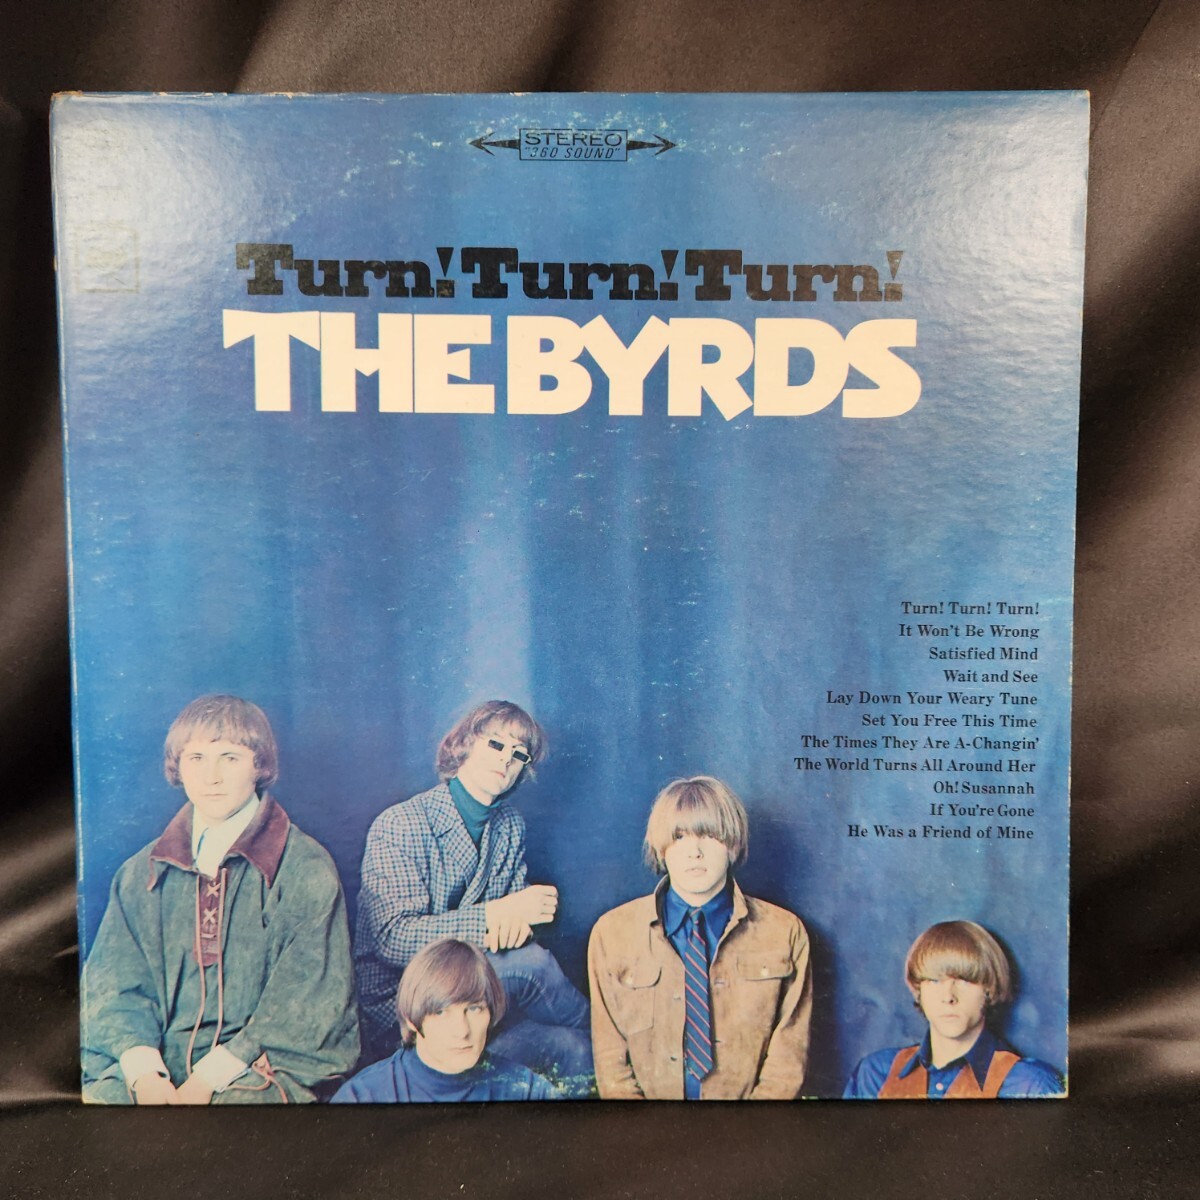 STEREO
"360 SOUND"
Turn! Turn! Turn!
THE BYRDS
Turn! Turn! Turn!
It Won't Be Wrong
Satisfied Mind
Wait and See
Lay Down Your Weary Tune
Set You Free This Time
The Times They Are A-Changin'
The World Turns All Around Her
Oh! Susannah
If You're Gone
He Was a Friend of Mine